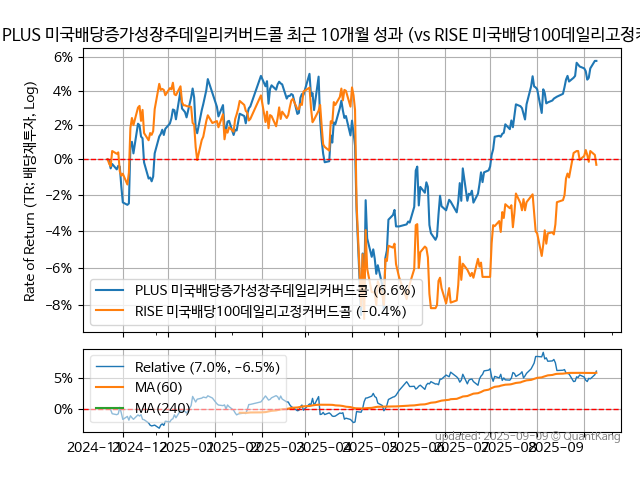 PLUS 미국배당증가성장주데일리커버드콜 최근 10개월 성과 (vs RISE 미국배당100데일리고정커
Rate of Return (TR: 배당재투자, Log)
6%
4%
2%
0%
−2%
−4%
−6%
−8%
PLUS 미국배당증가성장주데일리커버드콜 (6.6%)
RISE 미국배당100데일리고정커버드콜 (−0.4%)
5%
0%
Relative (7.0%, −6.5%)
MA(60)
MA(240)
updated: 2025-09-09 © QuantKang
2024−11
2025−02
2025−03
2025−04
2025−05
2025−06
2025−07
2025−08
2025−09